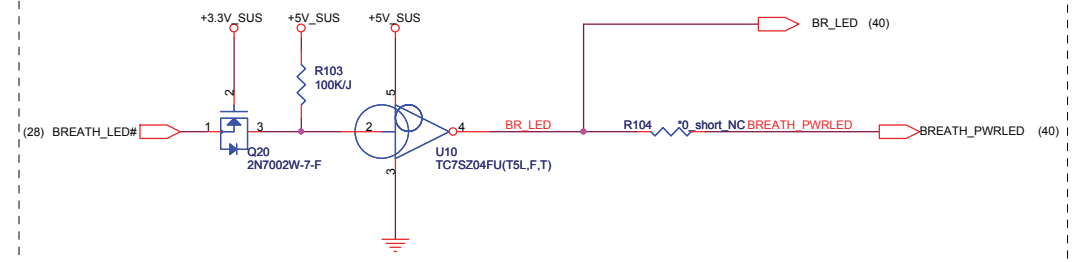 +3.3V_SUS
+5V_SUS
+5V_SUS
BR_LED (40)
R103
100K/J
2
5
(28) BREATH_LED#
1
3
2
4
BR_LED
R104
*0_short_NC
BREATH_PWRLED
BREATH_PWRLED (40)
Q20
2N7002W-7-F
U10
TC7SZ04FU(T5L,F,T)
3